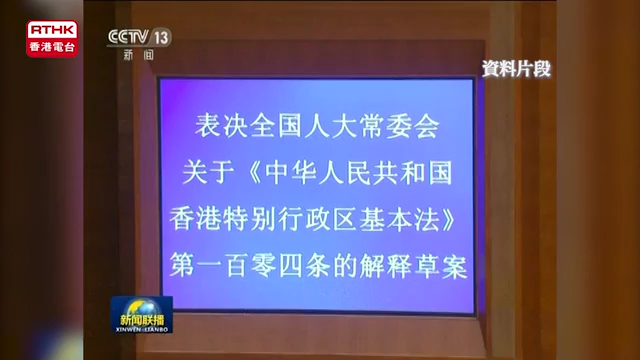 RTHK
香港電台
CCTV 13
新闻
資料片段
表决全国人大常委会
关于《中华人民共和国
香港特别行政区基本法》
第一百零四条的解释草案
新闻联播
XINWEN LIANBO